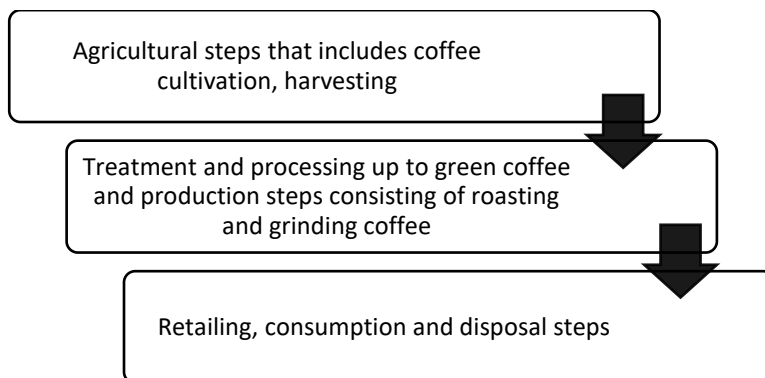 Agricultural steps that includes coffee
cultivation, harvesting
Treatment and processing up to green coffee
and production steps consisting of roasting
and grinding coffee
Retailing, consumption and disposal steps